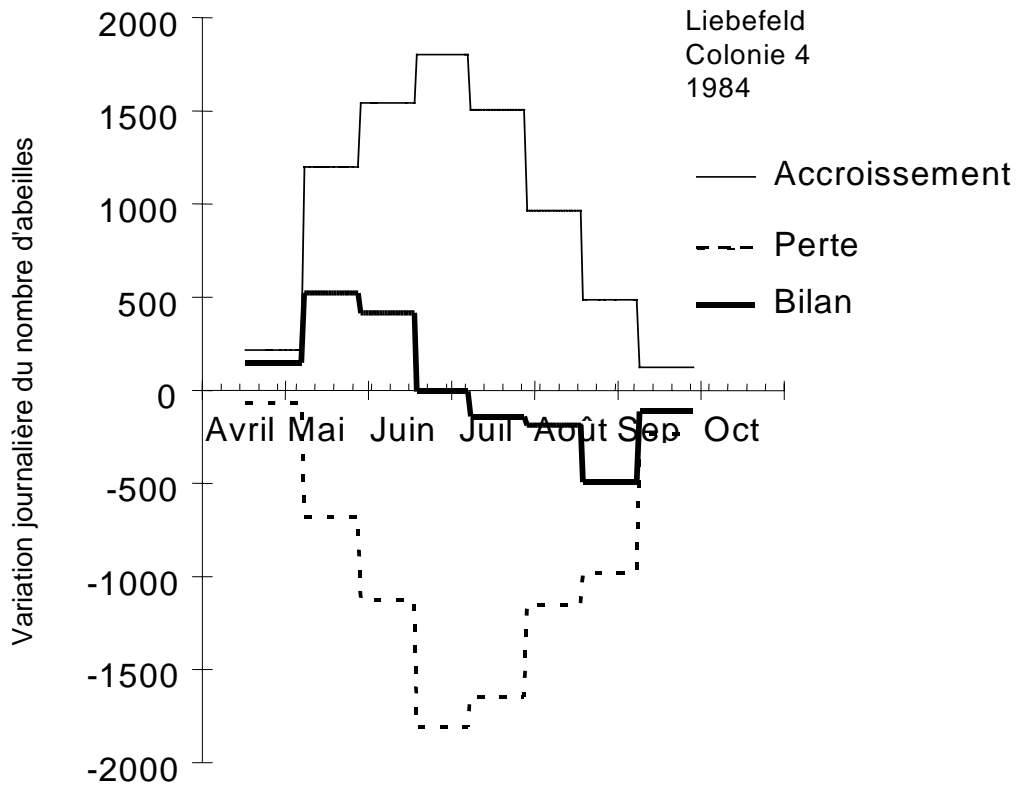 Liebefeld
Colonie 4
1984
Accroissement
Perte
Bilan
Variation journalière du nombre d'abeilles
2000
1500
1000
500
0
-500
-1000
-1500
-2000
Avril Mai Juin Juil Août Sep Oct